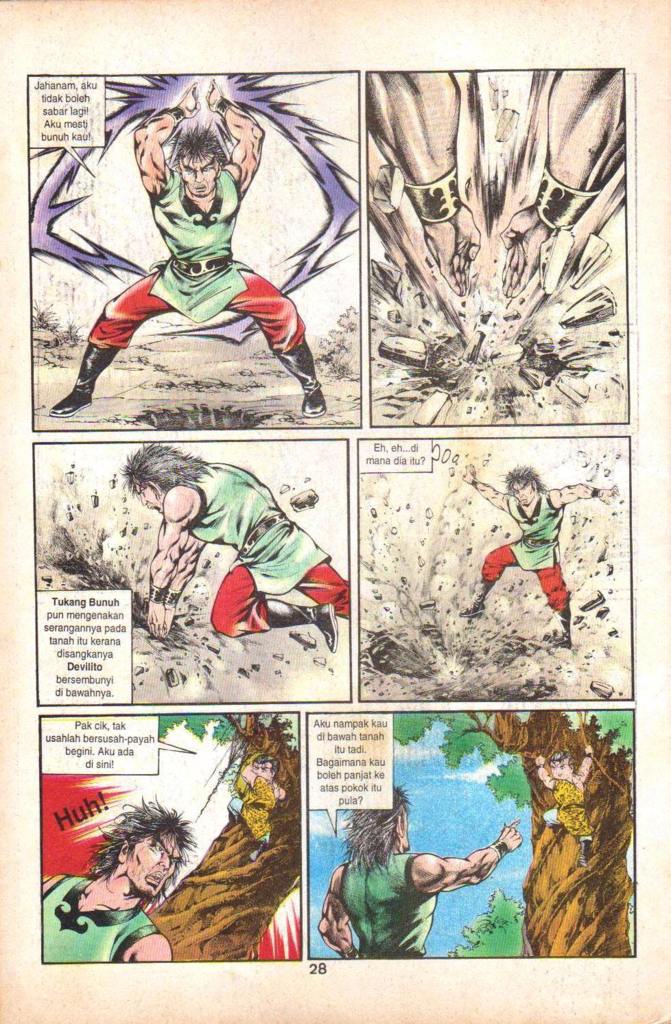 Jahanam, aku
tidak boleh
sabar lagi!
Aku mesti
bunuh kau!
Tukang Bunuh
pun mengenakan
serangannya pada
tanah itu kerana
disangkanya
Devilito
bersembunyi
di bawahnya.
Eh, eh...di
mana dia itu?
Pak cik, tak
usahlah bersusah-payah
begini. Aku ada
di sini!
Huh!
Aku nampak kau
di bawah tanah
itu tadi.
Bagaimana kau
boleh panjat ke
atas pokok itu
pula?
28